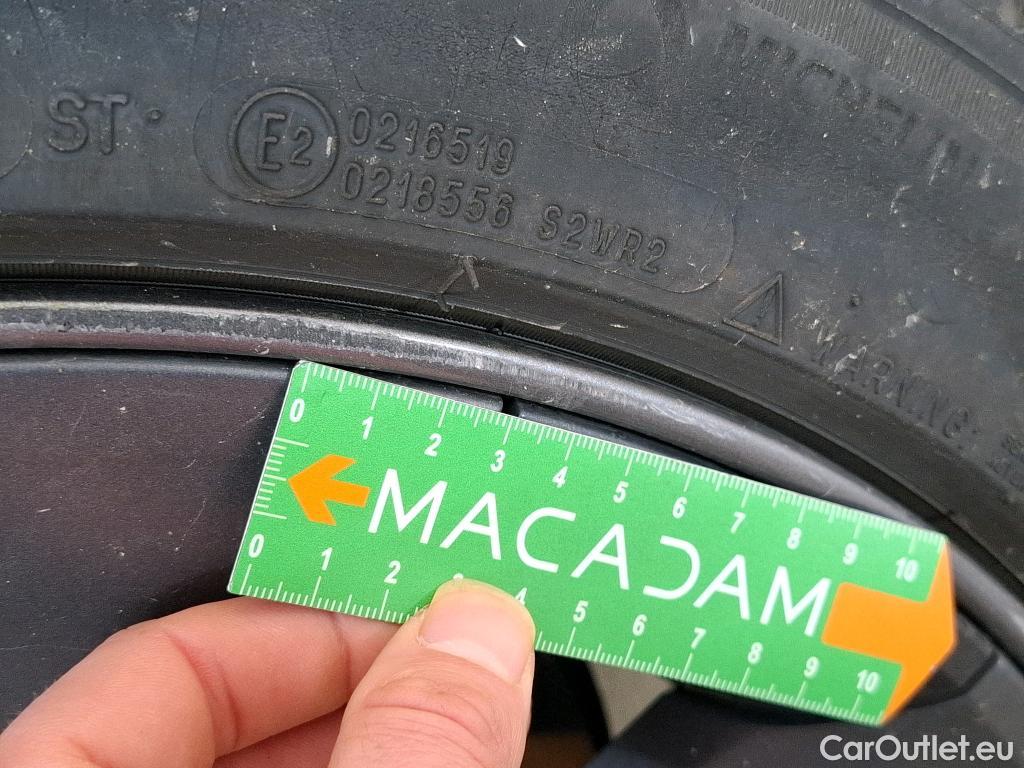 MICHELIN
ST
E2 0216519
0218556 S2WR2
WARNING:
0 1 2 3 4 5 6 7 8 9 10
MACADAM
0 1 2 3 4 5 6 7 8 9 10
CarOutlet.eu